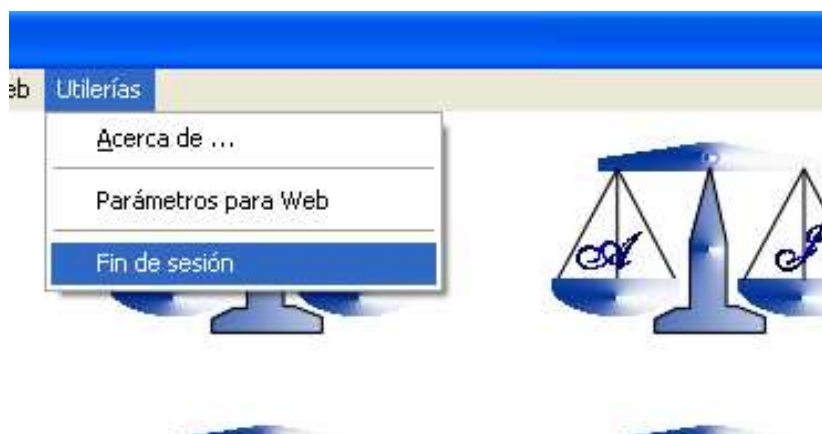 eb Utilerías
Acerca de ...
Parámetros para Web
Fin de sesión
A J